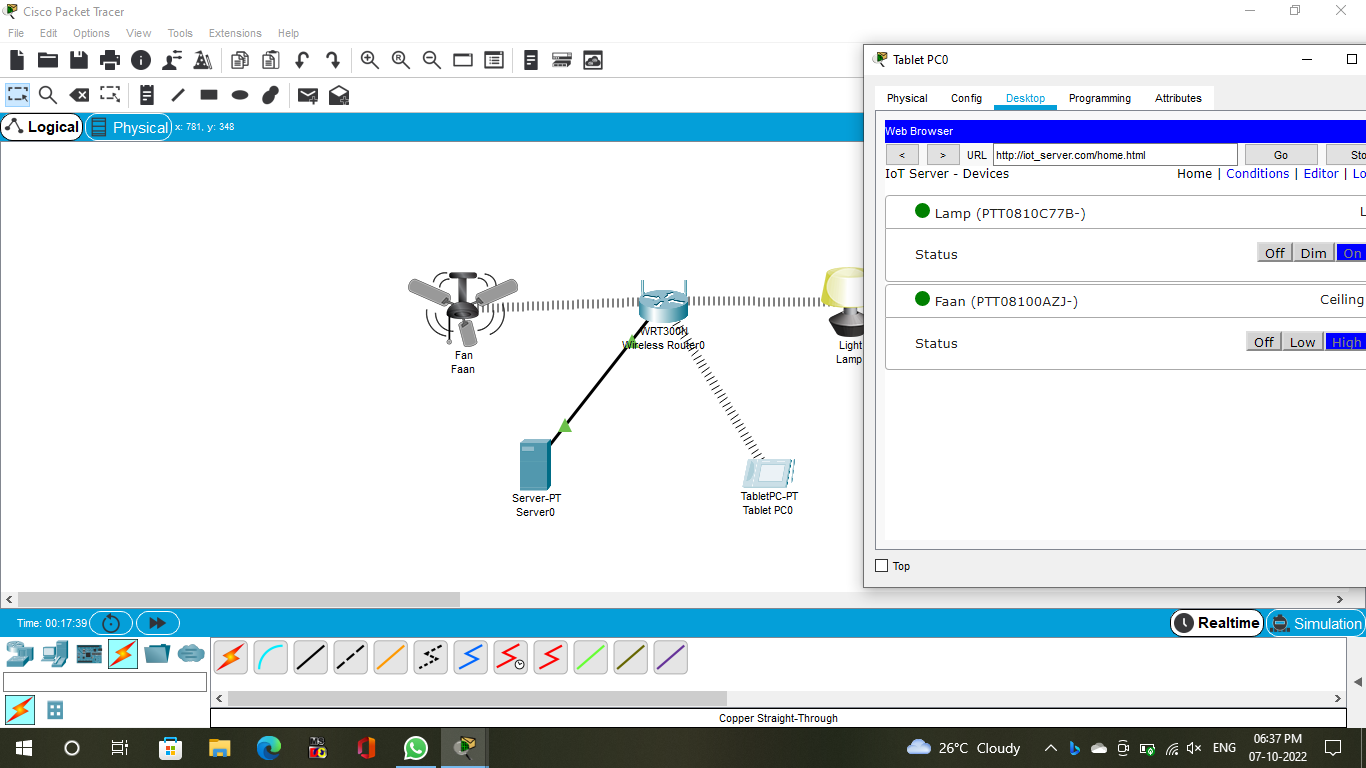 Cisco Packet Tracer
File Edit Options View Tools Extensions Help
Tablet PC0
Physical Config Desktop Programming Attributes
Logical Physical x: 781, y: 348
Web Browser
< > URL http://iot_server.com/home.html Go Sto
IoT Server - Devices Home | Conditions | Editor | Lo
Lamp (PTT0810C77B-) L
Status Off Dim On
Faan (PTT08100AZJ-) Ceiling
Status Off Low High
Fan
Faan
WRT300N
Wireless Router0
Light
Lamp
Server-PT
Server0
TabletPC-PT
Tablet PC0
Top
Time: 00:17:39 Realtime Simulation
Copper Straight-Through
26°C Cloudy ENG 06:37 PM
07-10-2022